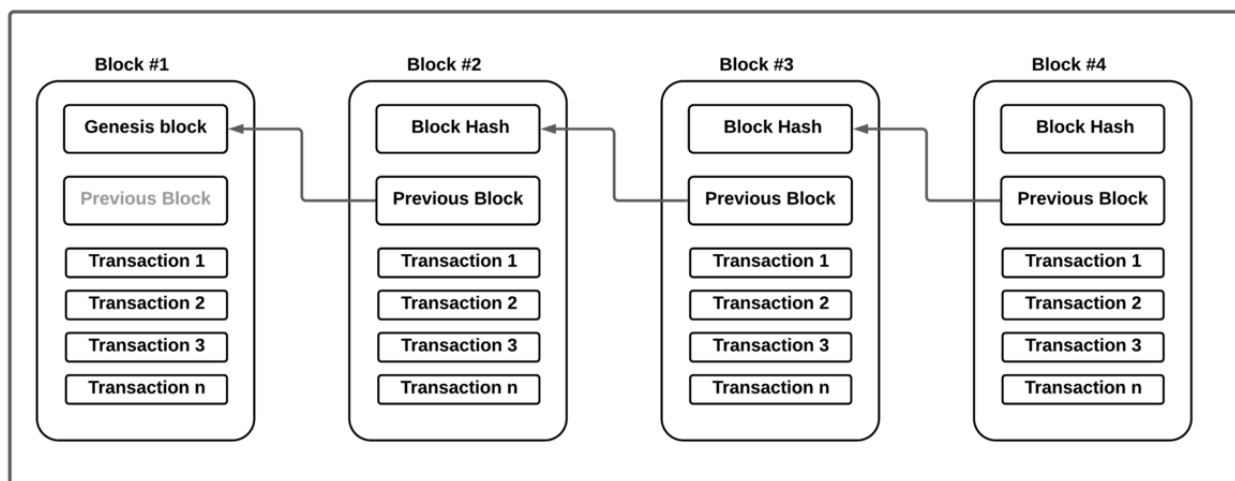 Block #1
Genesis block
Previous Block
Transaction 1
Transaction 2
Transaction 3
Transaction n
Block #2
Block Hash
Previous Block
Transaction 1
Transaction 2
Transaction 3
Transaction n
Block #3
Block Hash
Previous Block
Transaction 1
Transaction 2
Transaction 3
Transaction n
Block #4
Block Hash
Previous Block
Transaction 1
Transaction 2
Transaction 3
Transaction n